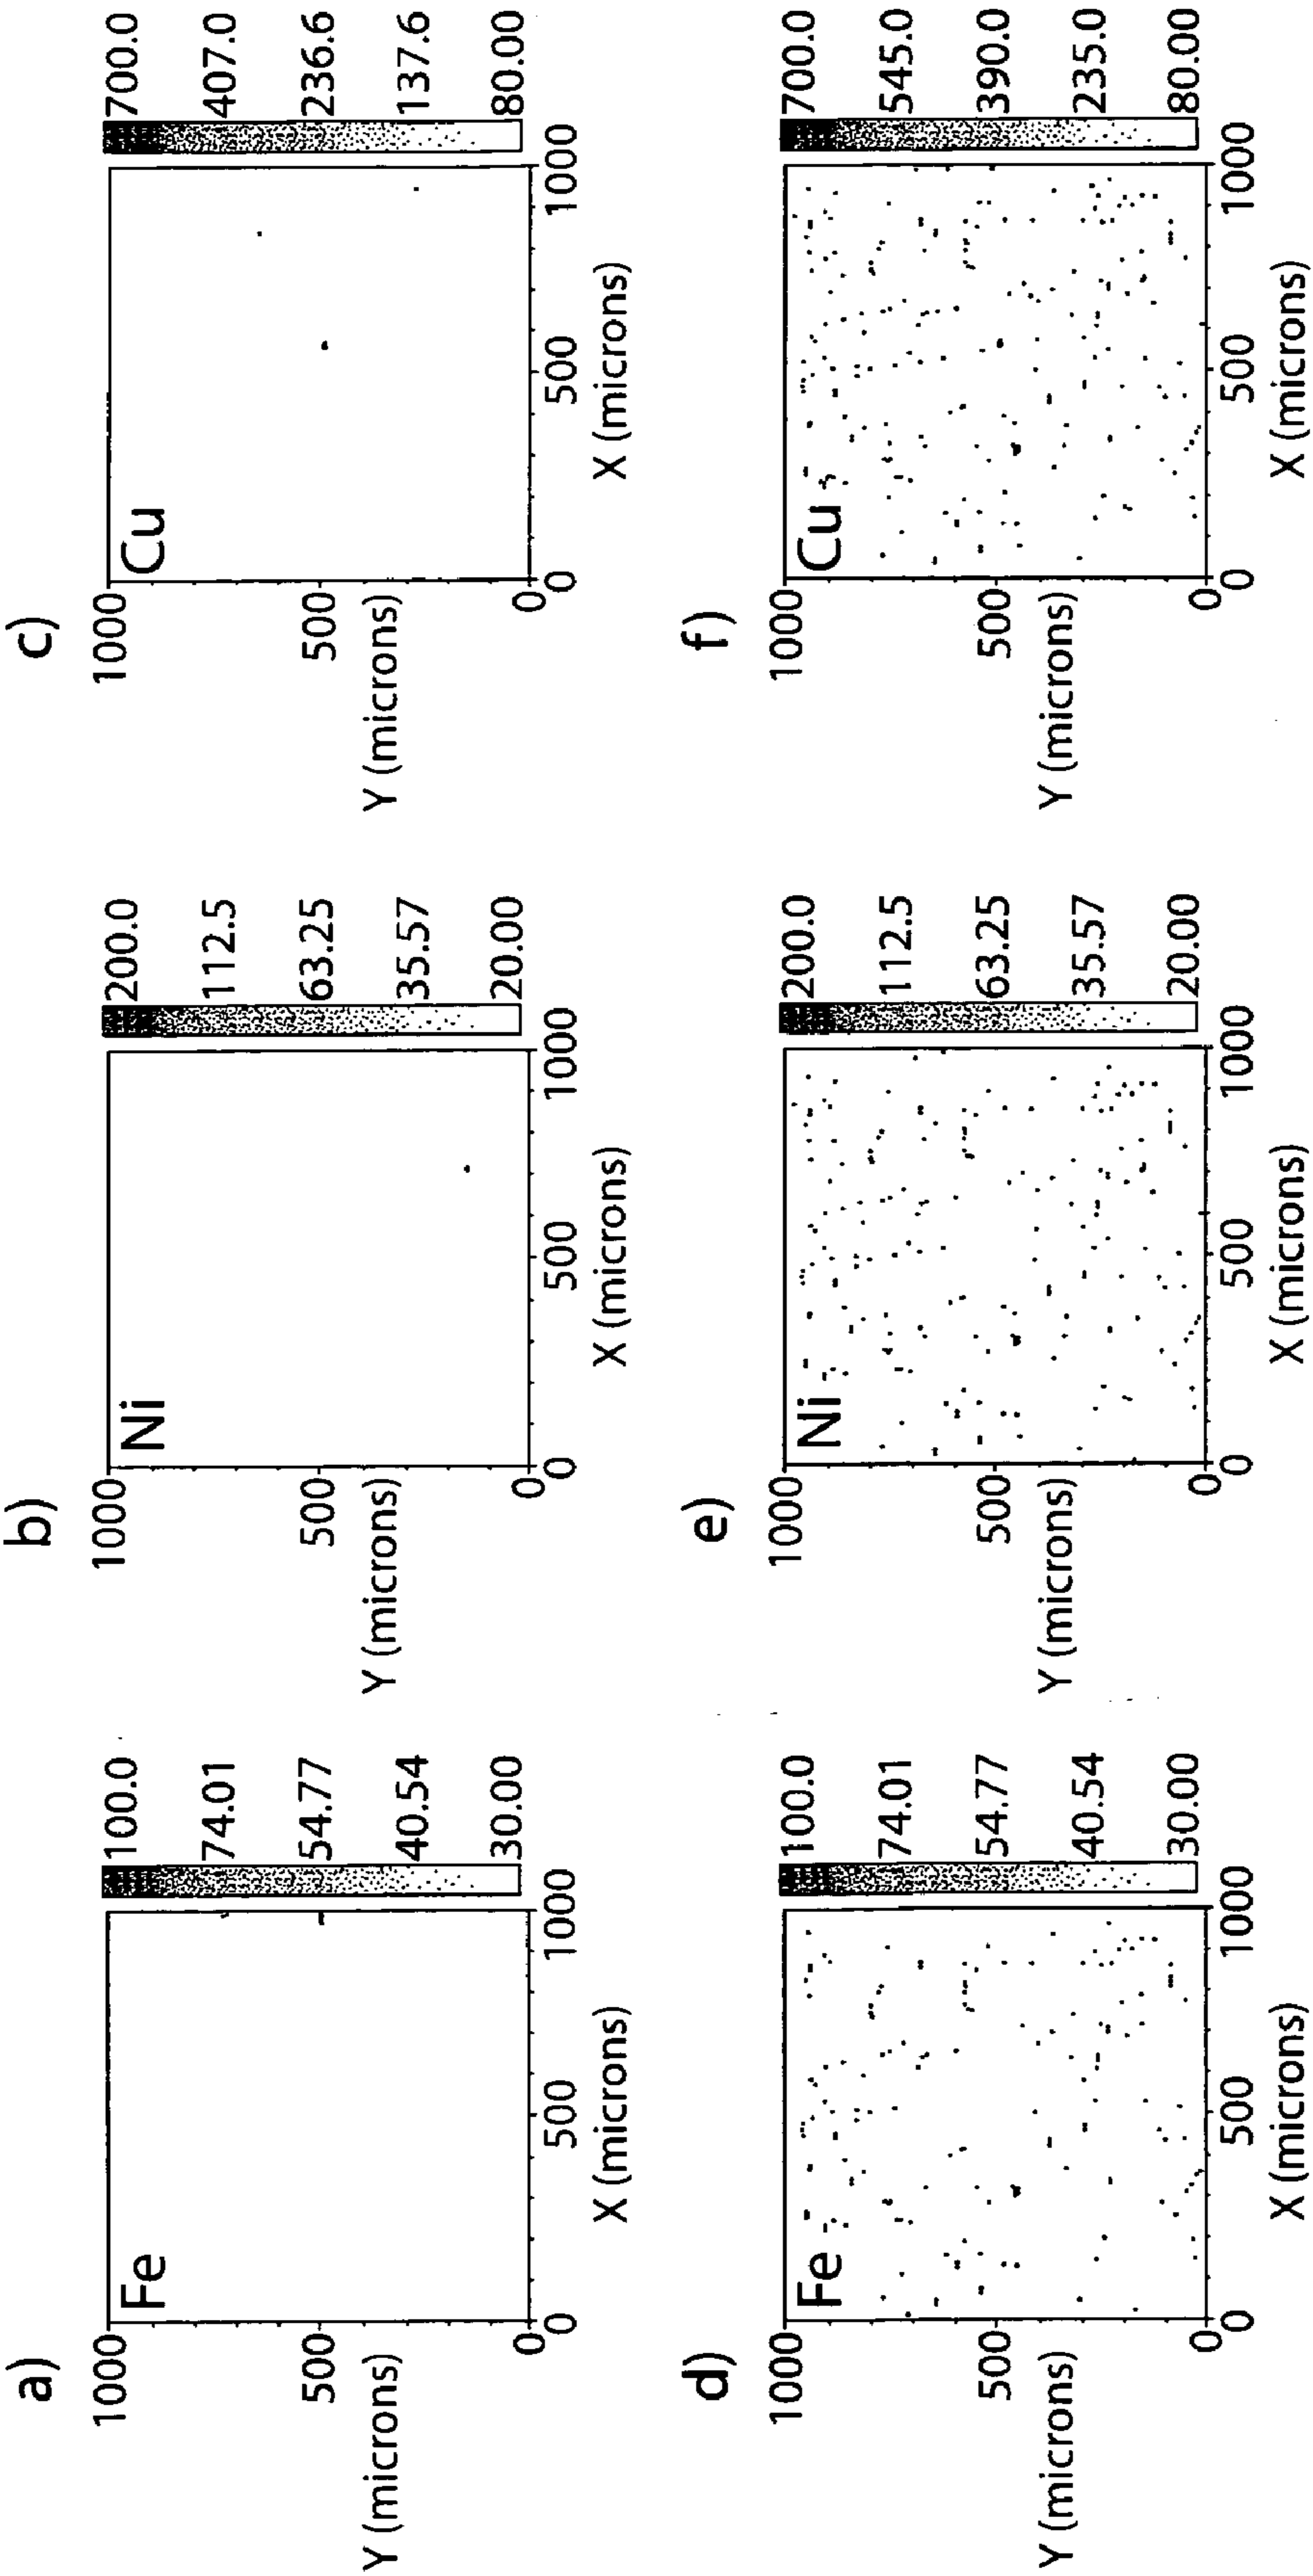 a)
Fe
1000
500
0
Y (microns)
0
500
1000
X (microns)
100.0
74.01
54.77
40.54
30.00
b)
Ni
1000
500
0
Y (microns)
0
500
1000
X (microns)
200.0
112.5
63.25
35.57
20.00
c)
Cu
1000
500
0
Y (microns)
0
500
1000
X (microns)
700.0
407.0
236.6
137.6
80.00
d)
Fe
1000
500
0
Y (microns)
0
500
1000
X (microns)
100.0
74.01
54.77
40.54
30.00
e)
Ni
1000
500
0
Y (microns)
0
500
1000
X (microns)
200.0
112.5
63.25
35.57
20.00
f)
Cu
1000
500
0
Y (microns)
0
500
1000
X (microns)
700.0
545.0
390.0
235.0
80.00